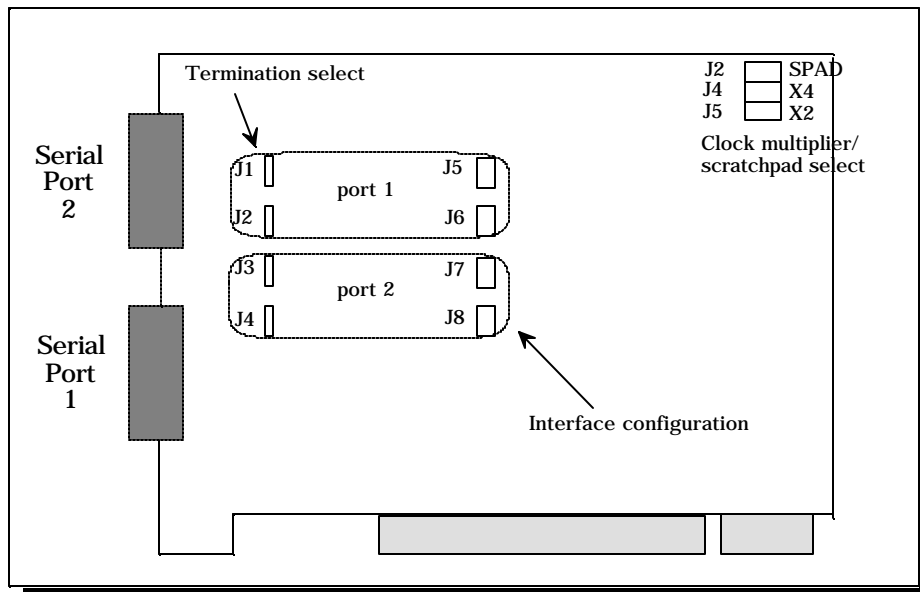 Termination select
J2 SPAD
J4 X4
J5 X2
Clock multiplier/
scratchpad select
Serial
Port
2
J1 port 1 J5
J2 J6
J3 port 2 J7
J4 J8
Serial
Port
1
Interface configuration